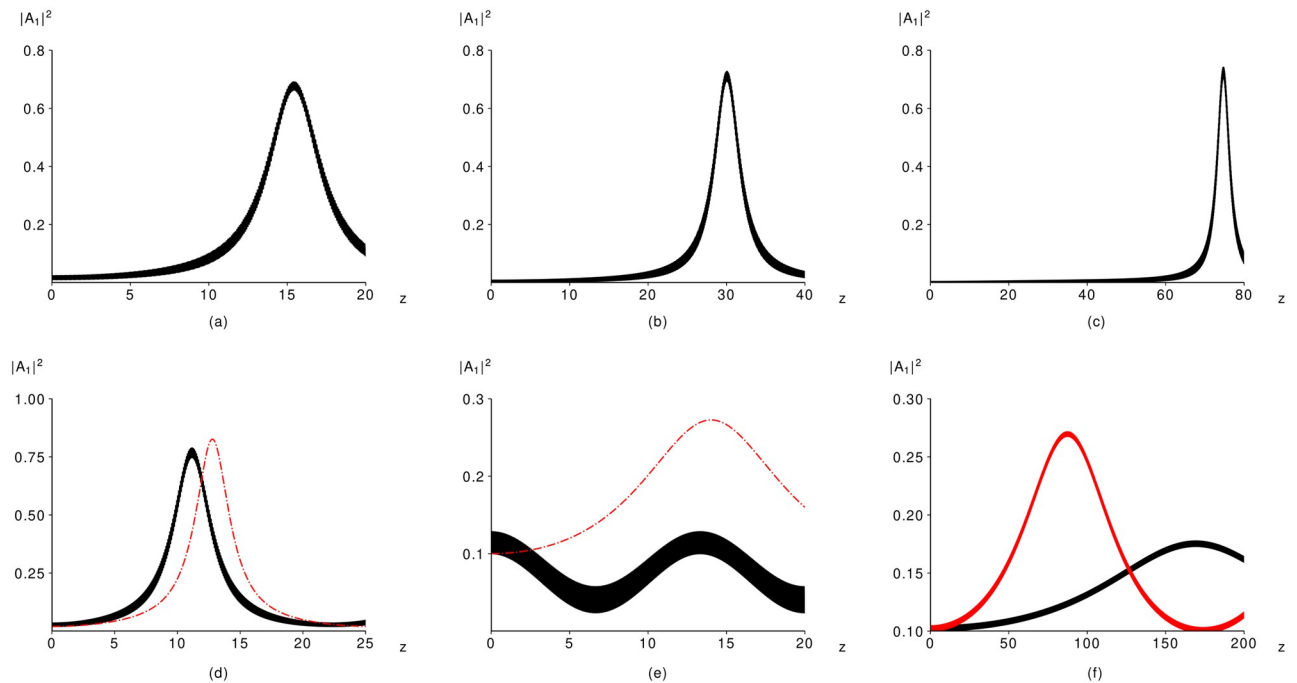 |A₁|² |A₁|² |A₁|²
0.8 0.8 0.8
0.6 0.6 0.6
0.4 0.4 0.4
0.2 0.2 0.2
0 5 10 15 20 z 0 10 20 30 40 z 0 20 40 60 80 z
(a) (b) (c)
|A₁|² |A₁|² |A₁|²
1.00 0.3 0.30
0.25
0.75
0.2
0.50 0.20
0.1
0.25 0.15
0.10
0 5 10 15 20 25 z 0 5 10 15 20 z 0 50 100 150 200 z
(d) (e) (f)